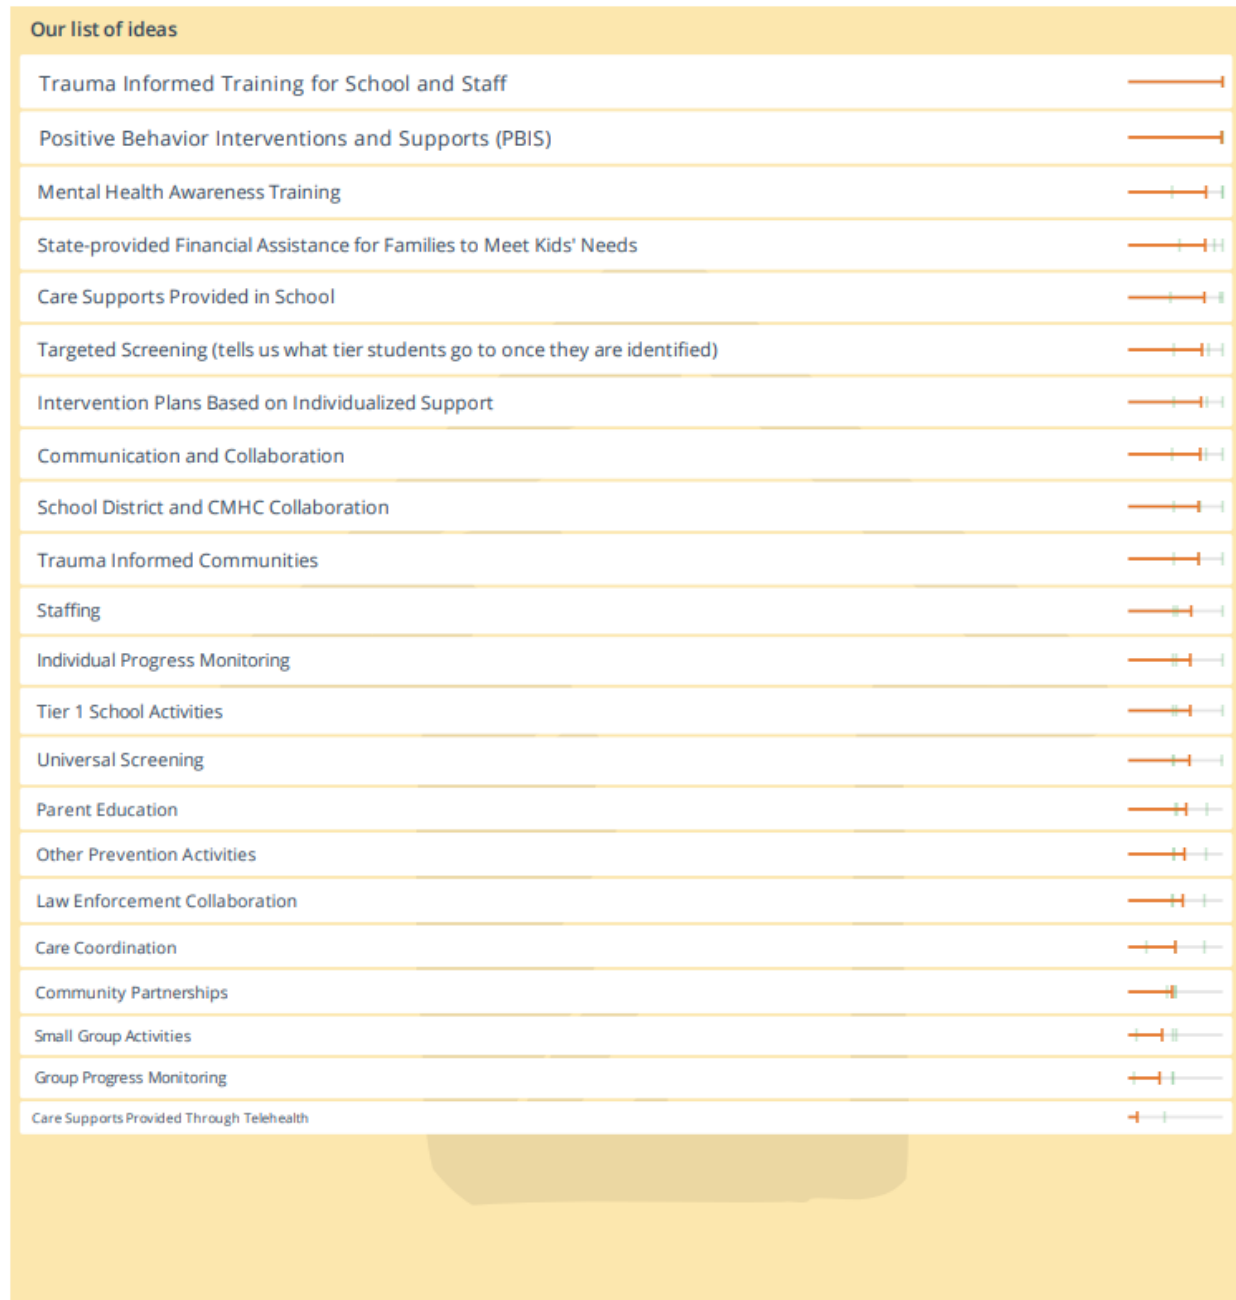 Our list of ideas
Trauma Informed Training for School and Staff
Positive Behavior Interventions and Supports (PBIS)
Mental Health Awareness Training
State-provided Financial Assistance for Families to Meet Kids' Needs
Care Supports Provided in School
Targeted Screening (tells us what tier students go to once they are identified)
Intervention Plans Based on Individualized Support
Communication and Collaboration
School District and CMHC Collaboration
Trauma Informed Communities
Staffing
Individual Progress Monitoring
Tier 1 School Activities
Universal Screening
Parent Education
Other Prevention Activities
Law Enforcement Collaboration
Care Coordination
Community Partnerships
Small Group Activities
Group Progress Monitoring
Care Supports Provided Through Telehealth